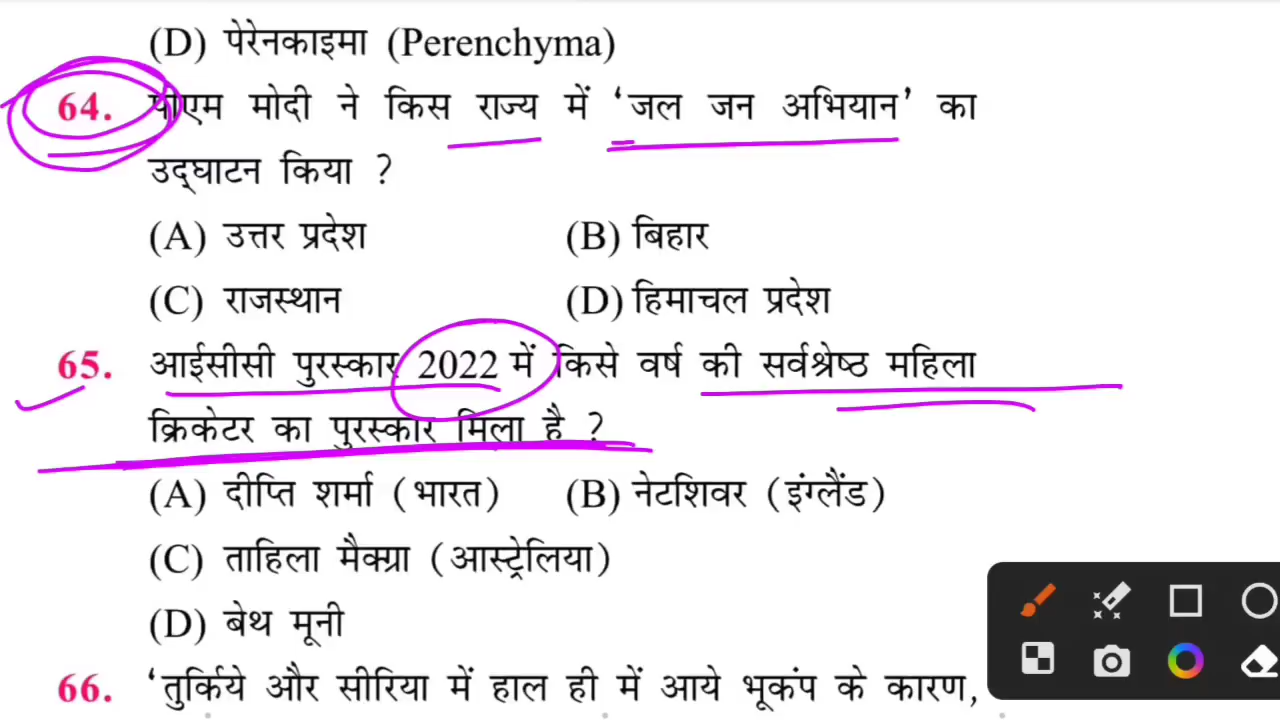 (D) पेरेनकाइमा (Perenchyma)
64. पीएम मोदी ने किस राज्य में ‘जल जन अभियान’ का
उद्घाटन किया ?
(A) उत्तर प्रदेश (B) बिहार
(C) राजस्थान (D) हिमाचल प्रदेश
65. आईसीसी पुरस्कार 2022 में किसे वर्ष की सर्वश्रेष्ठ महिला
क्रिकेटर का पुरस्कार मिला है ?
(A) दीप्ति शर्मा (भारत) (B) नेटशिवर (इंग्लैंड)
(C) ताहिला मैक्ग्रा (आस्ट्रेलिया)
(D) बेथ मूनी
66. ‘तुर्किये और सीरिया में हाल ही में आये भूकंप के कारण,